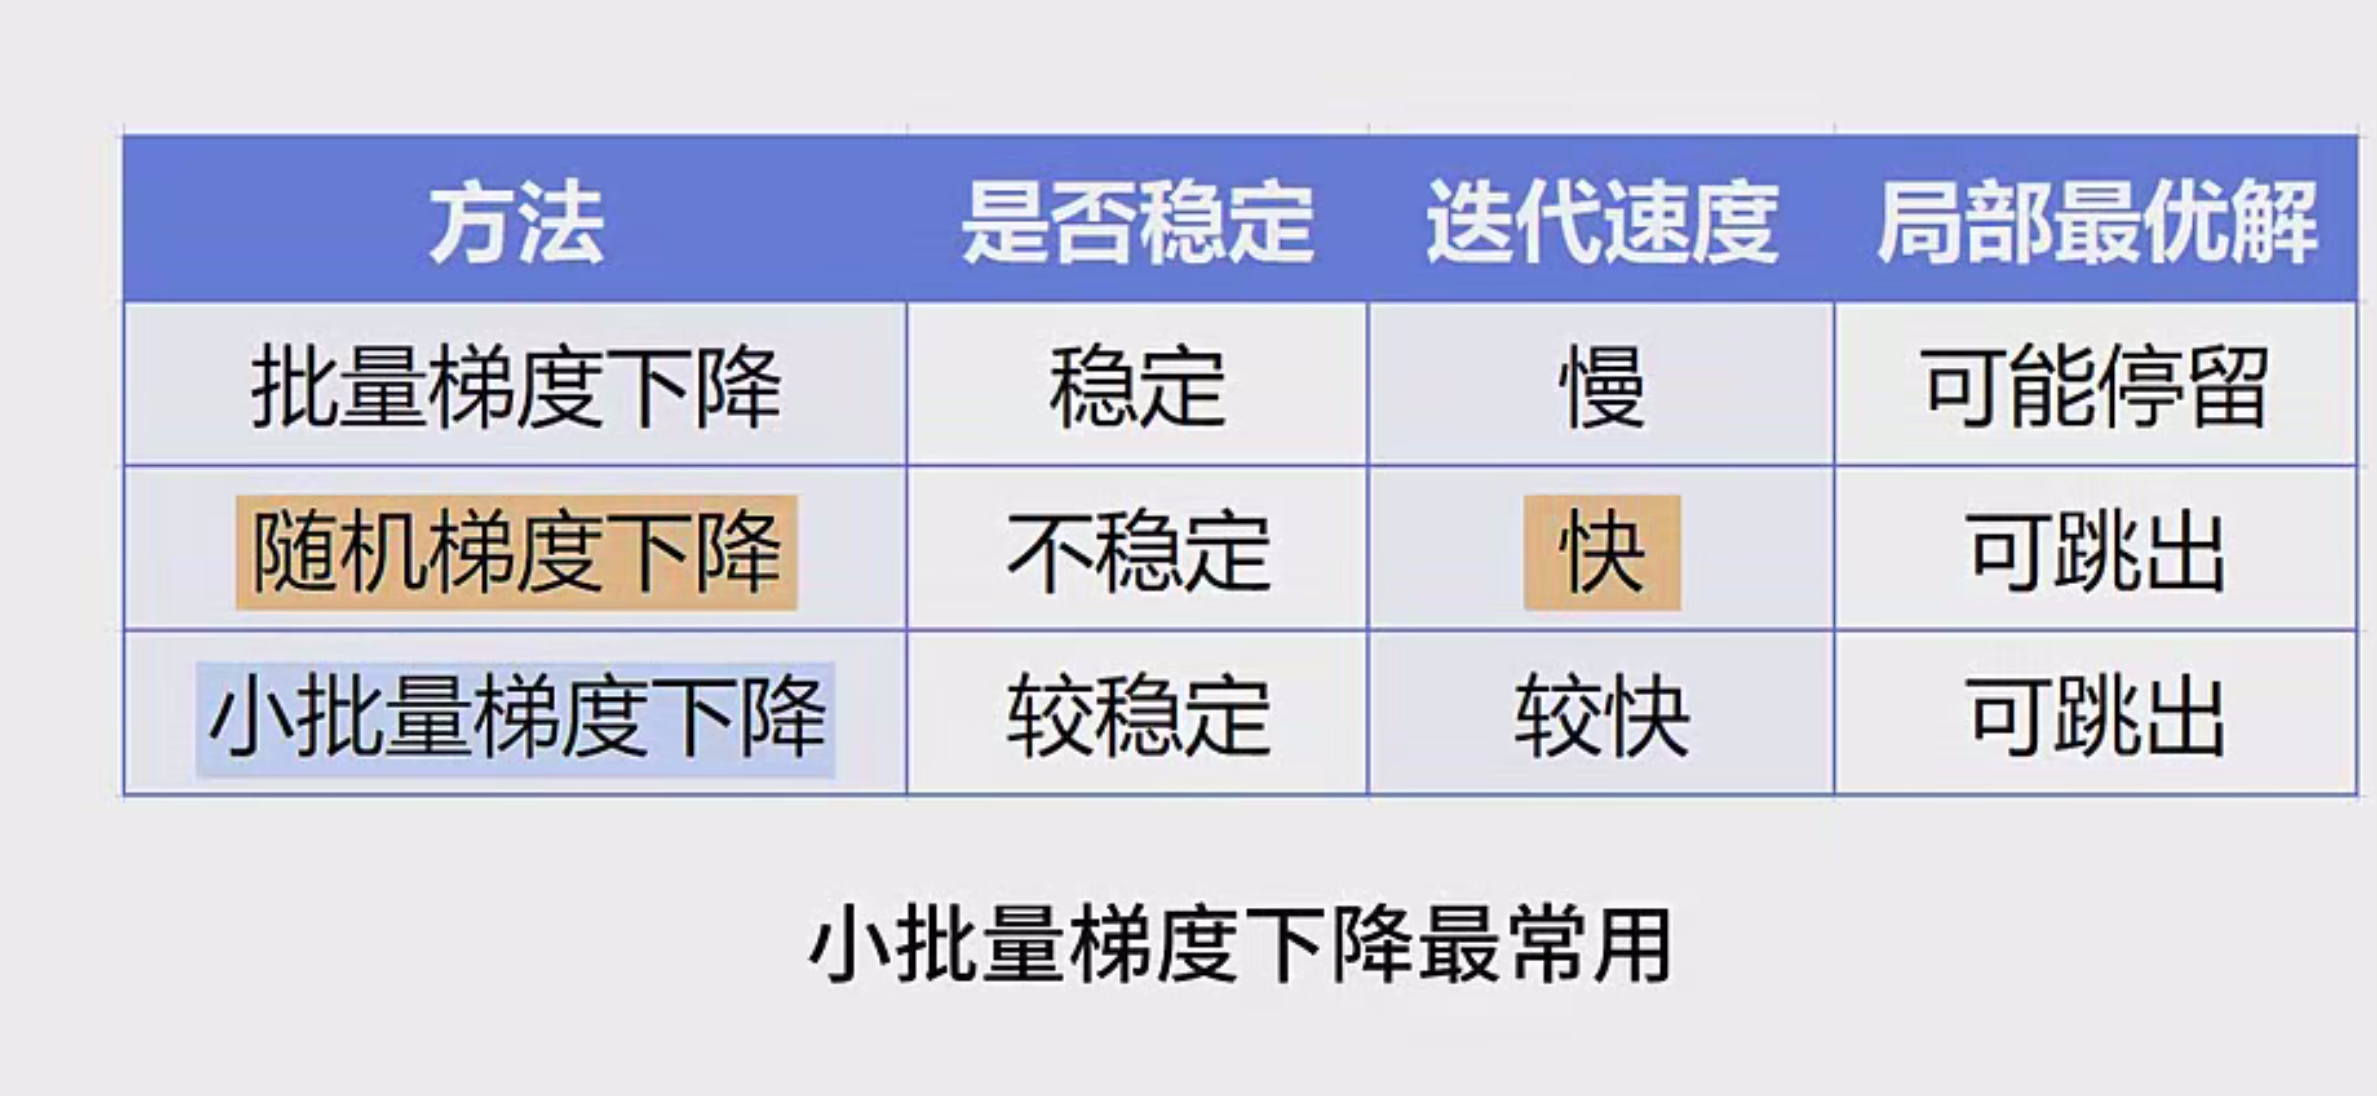 方法 是否稳定 迭代速度 局部最优解
批量梯度下降 稳定 慢 可能停留
随机梯度下降 不稳定 快 可跳出
小批量梯度下降 较稳定 较快 可跳出
小批量梯度下降最常用